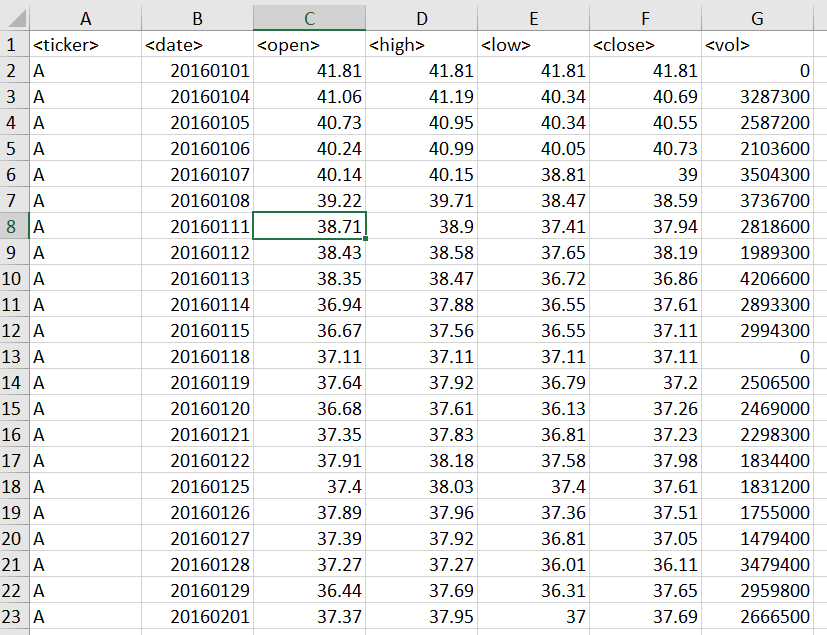 A B C D E F G
1 <ticker> <date> <open> <high> <low> <close> <vol>
2 A 20160101 41.81 41.81 41.81 41.81 0
3 A 20160104 41.06 41.19 40.34 40.69 3287300
4 A 20160105 40.73 40.95 40.34 40.55 2587200
5 A 20160106 40.24 40.99 40.05 40.73 2103600
6 A 20160107 40.14 40.15 38.81 39 3504300
7 A 20160108 39.22 39.71 38.47 38.59 3736700
8 A 20160111 38.71 38.9 37.41 37.94 2818600
9 A 20160112 38.43 38.58 37.65 38.19 1989300
10 A 20160113 38.35 38.47 36.72 36.86 4206600
11 A 20160114 36.94 37.88 36.55 37.61 2893300
12 A 20160115 36.67 37.56 36.55 37.11 2994300
13 A 20160118 37.11 37.11 37.11 37.11 0
14 A 20160119 37.64 37.92 36.79 37.2 2506500
15 A 20160120 36.68 37.61 36.13 37.26 2469000
16 A 20160121 37.35 37.83 36.81 37.23 2298300
17 A 20160122 37.91 38.18 37.58 37.98 1834400
18 A 20160125 37.4 38.03 37.4 37.61 1831200
19 A 20160126 37.89 37.96 37.36 37.51 1755000
20 A 20160127 37.39 37.92 36.81 37.05 1479400
21 A 20160128 37.27 37.27 36.01 36.11 3479400
22 A 20160129 36.44 37.69 36.31 37.65 2959800
23 A 20160201 37.37 37.95 37 37.69 2666500